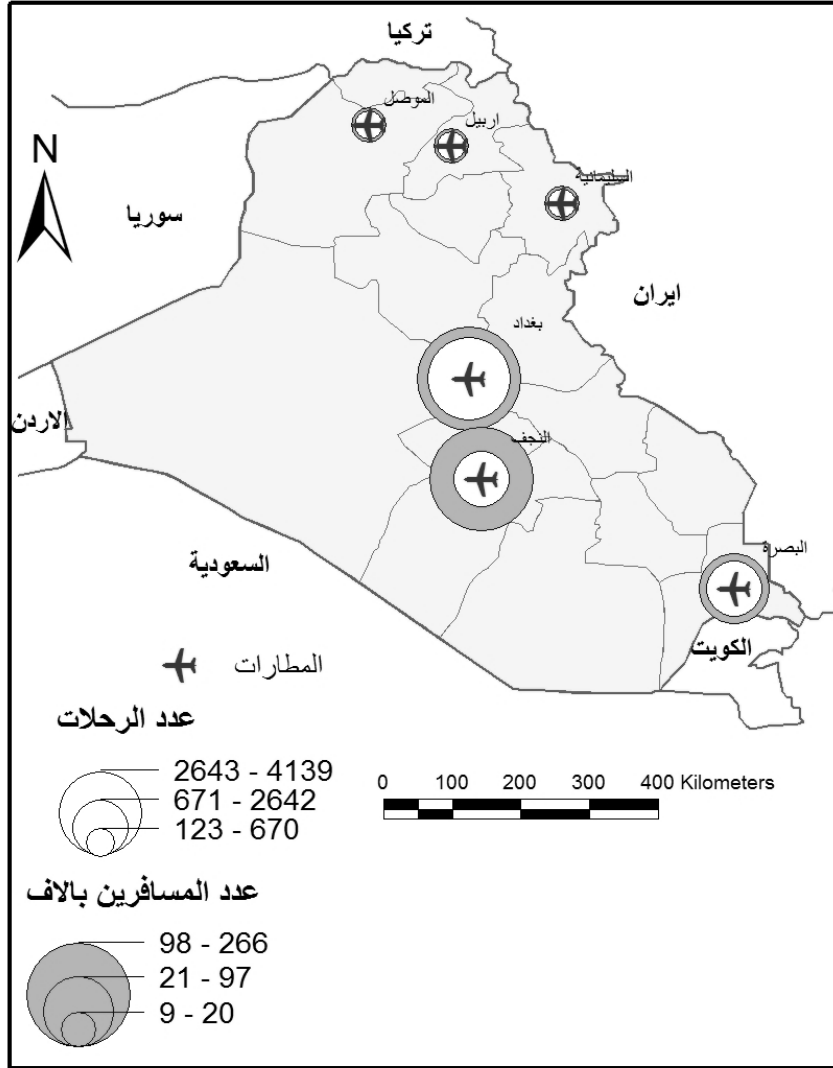 تركيا
الموصل
اربيل
N
السليمانية
سوريا
ايران
بغداد
الاردن
النجف
البصرة
السعودية
الكويت
المطارات
عدد الرحلات
2643 - 4139
671 - 2642
123 - 670
0 100 200 300 400 Kilometers
عدد المسافرين بالاف
98 - 266
21 - 97
9 - 20